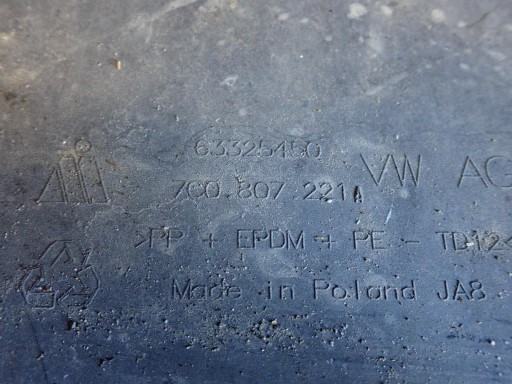 63325450
7C0.807.221A VW AG
>PP + EPDM + PE - TD12<
Made in Poland JA8